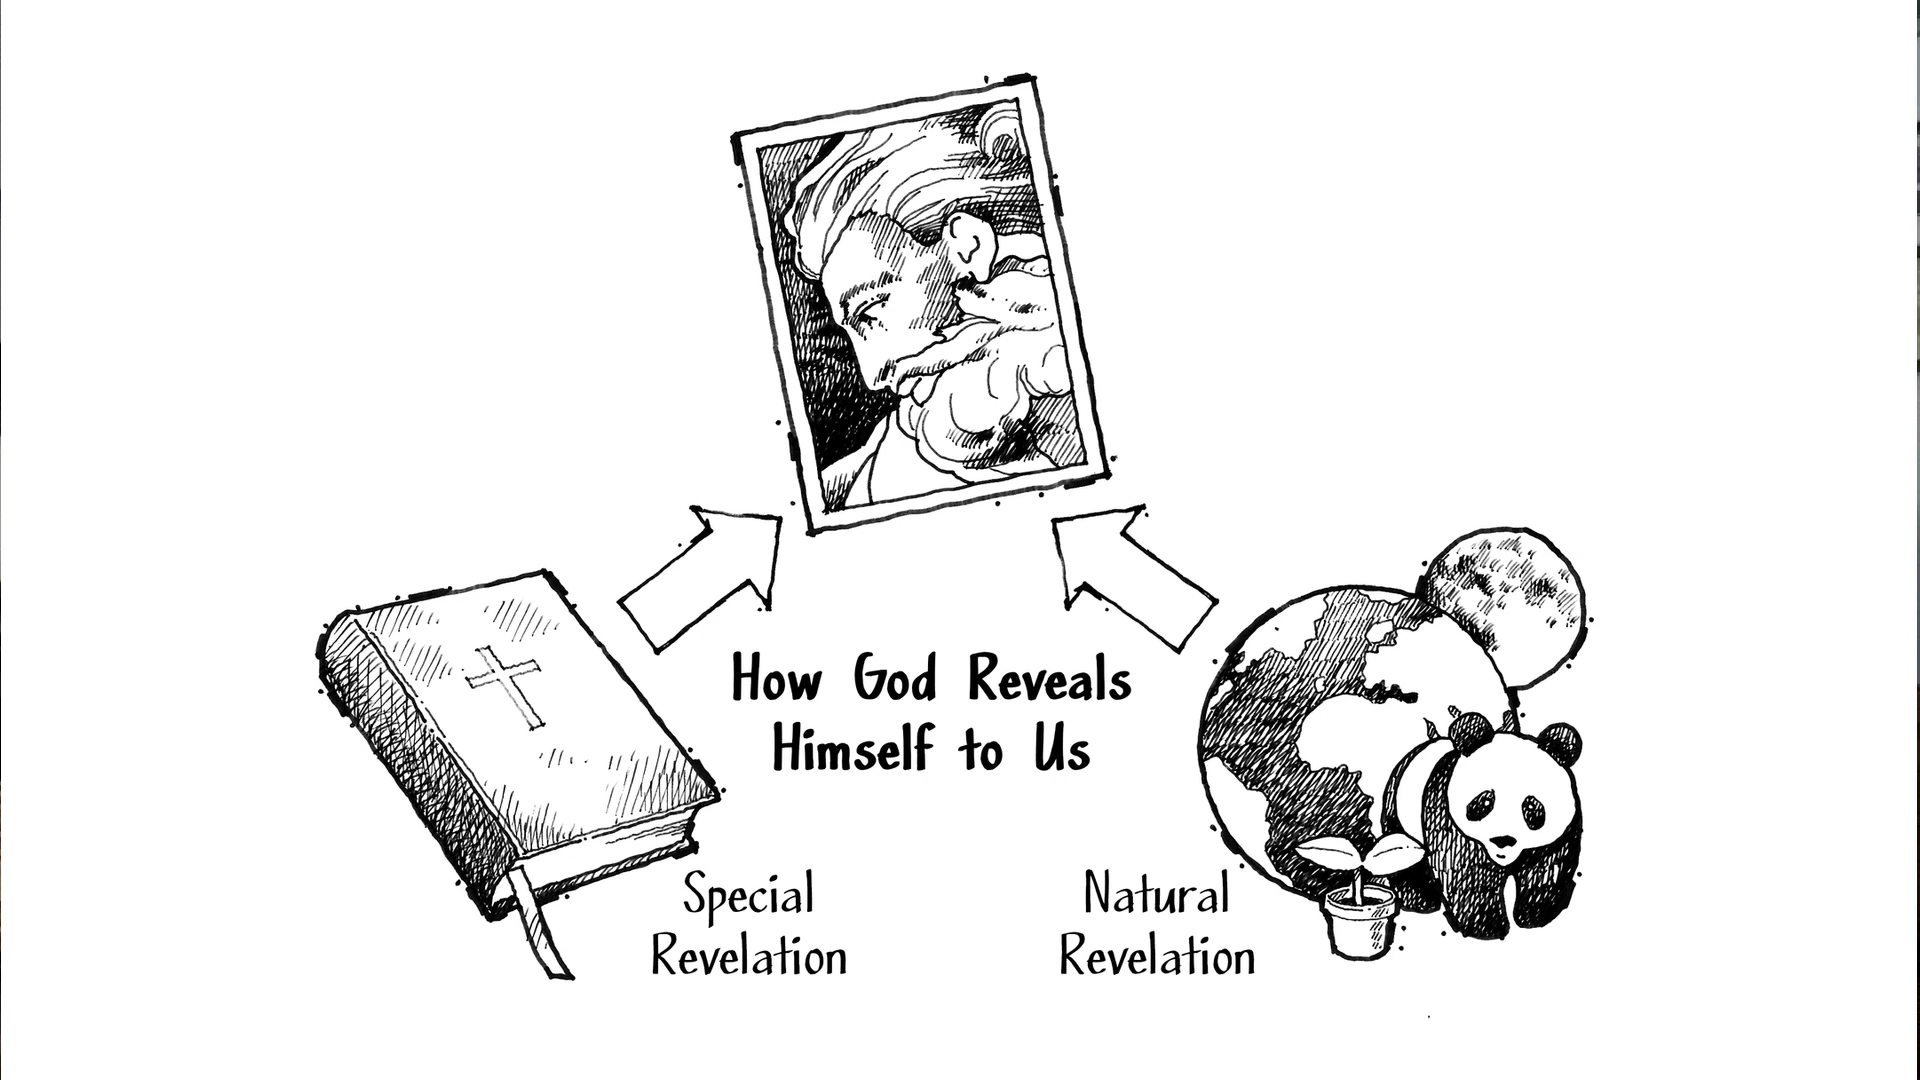 How God Reveals
Himself to Us
Special
Revelation
Natural
Revelation